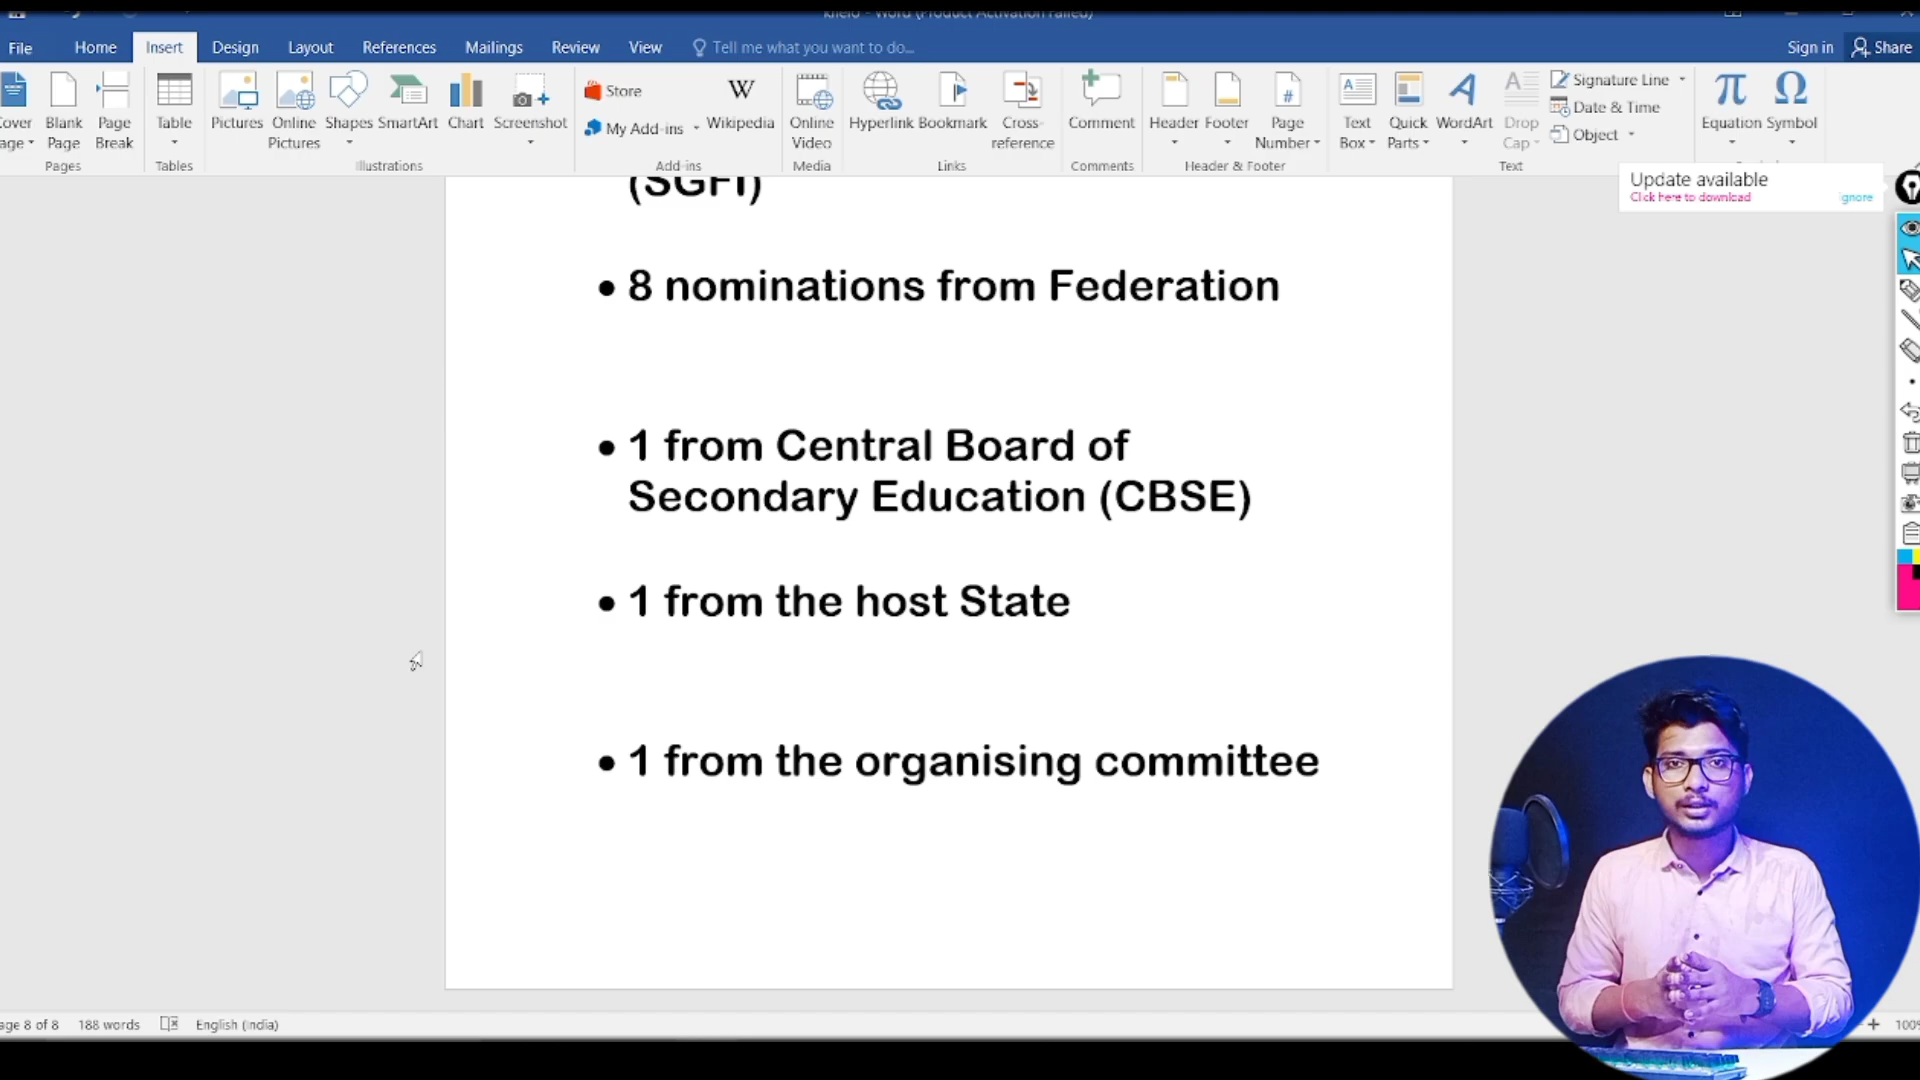 File Home Insert Design Layout References Mailings Review View Tell me what you want to do... Sign in Share
Blank Page
Page Break
Table
Pictures
Online Pictures
Shapes
SmartArt
Chart
Screenshot
Store
My Add-ins
Wikipedia
Online Video
Hyperlink
Bookmark
Cross-reference
Comment
Header
Footer
Page Number
Text Box
Quick Parts
WordArt
Drop Cap
Signature Line
Date & Time
Object
Equation
Symbol
Pages Tables Illustrations Add-ins Media Links Comments Header & Footer Text
Update available
Click here to download
(SGFI)
• 8 nominations from Federation
• 1 from Central Board of
Secondary Education (CBSE)
• 1 from the host State
• 1 from the organising committee
8 of 8 188 words English (India)